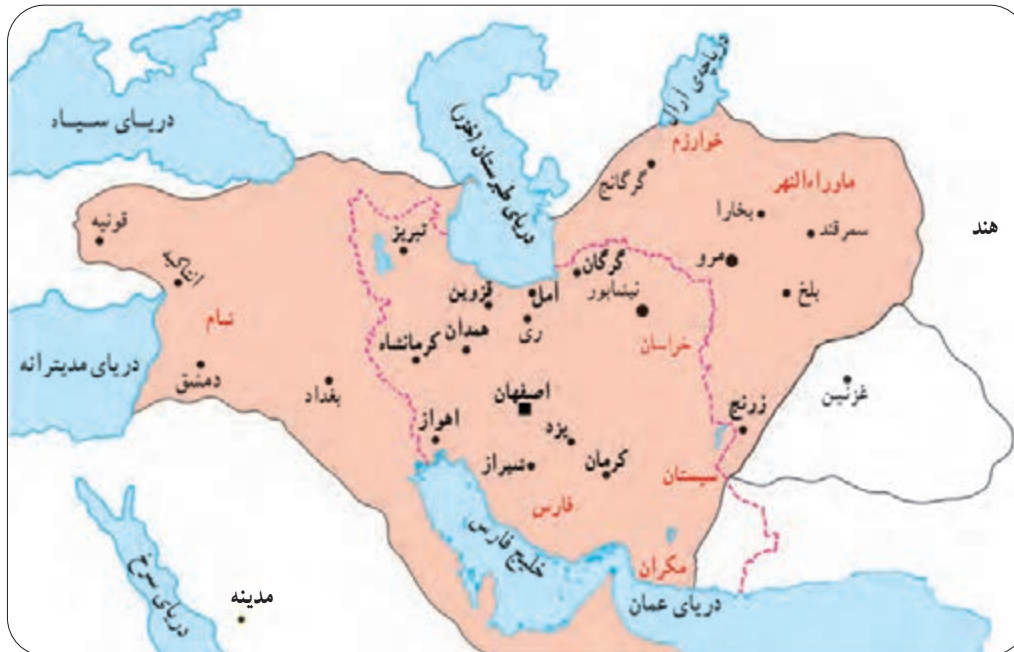 دریاچه‌ی آرال
دریای سیاه
دریای طبرستان (خزر)
خوارزم
گرگانج
ماوراءالنهر
بخارا
سمرقند
هند
قونیه
تبریز
مرو
گرگان
انتاکیه
نیشابور
بلخ
آمل
قزوین
ری
شام
همدان
خراسان
کرمانشاه
دریای مدیترانه
دمشق
بغداد
اصفهان
غزنین
زرنج
یزد
اهواز
شیراز
کرمان
سیستان
فارس
خلیج فارس
مکران
دریای عمان
مدینه
دریای سرخ